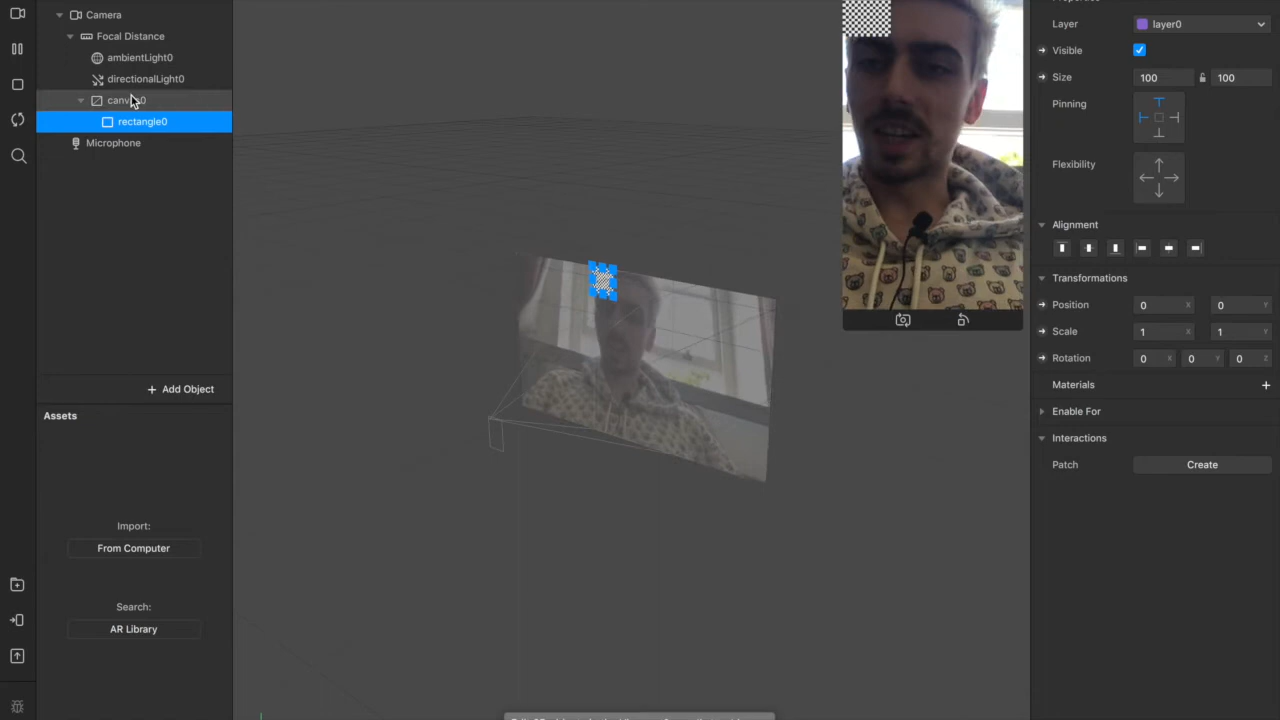 Camera
Focal Distance
ambientLight0
directionalLight0
rectangle0
Microphone
Add Object
Assets
Import:
From Computer
Search:
AR Library
Layer
layer0
Visible
Size
100
100
Pinning
Flexibility
Alignment
Transformations
Position
0 X
0 Y
Scale
1 X
1 Y
Rotation
0 X
0 Y
0 Z
Materials
Enable For
Interactions
Patch
Create